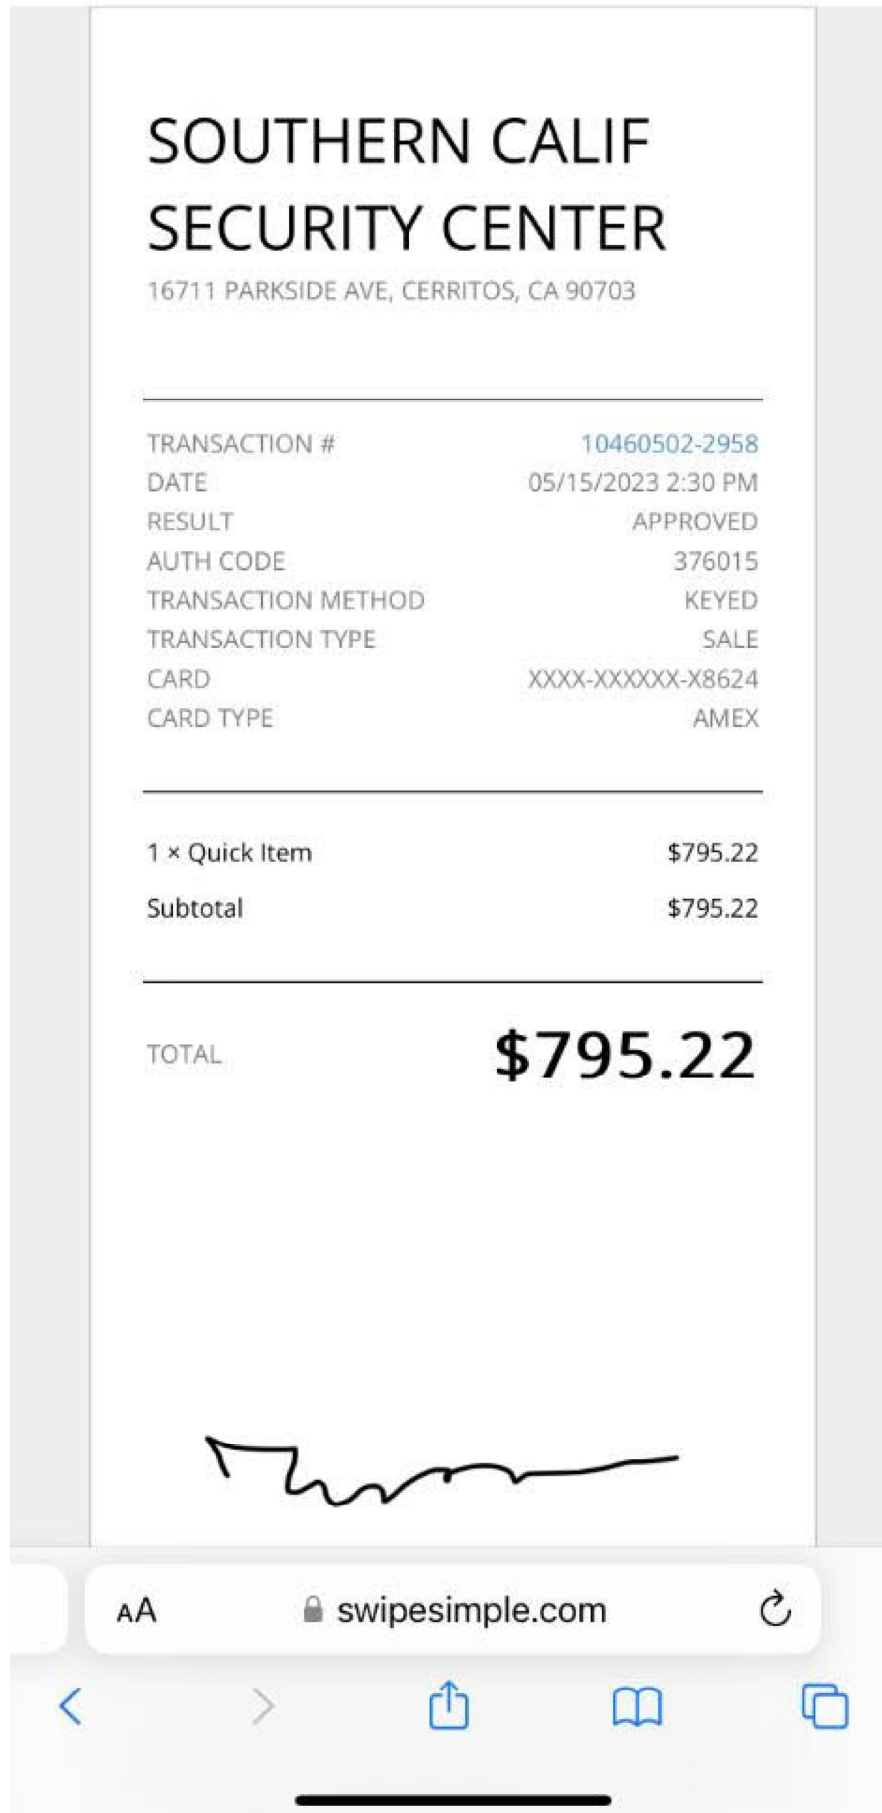 SOUTHERN CALIF
SECURITY CENTER
16711 PARKSIDE AVE, CERRITOS, CA 90703
TRANSACTION # 10460502-2958
DATE 05/15/2023 2:30 PM
RESULT APPROVED
AUTH CODE 376015
TRANSACTION METHOD KEYED
TRANSACTION TYPE SALE
CARD XXXX-XXXXXX-X8624
CARD TYPE AMEX
1 × Quick Item $795.22
Subtotal $795.22
TOTAL $795.22
AA swipesimple.com